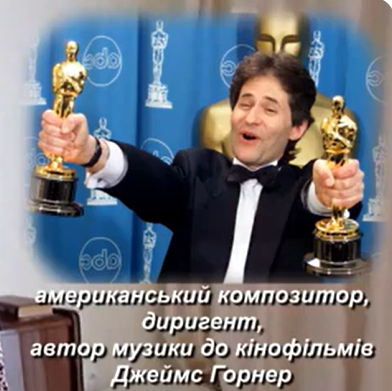 американський композитор,
диригент,
автор музики до кінофільмів
Джеймс Горнер